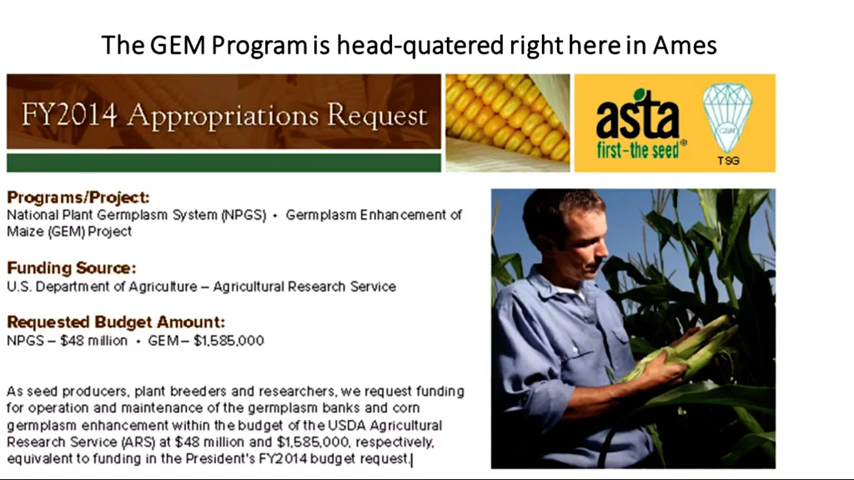 The GEM Program is head-quatered right here in Ames
FY2014 Appropriations Request
asta
first–the seed®
GEM
TSG
Programs/Project:
National Plant Germplasm System (NPGS) • Germplasm Enhancement of
Maize (GEM) Project
Funding Source:
U.S. Department of Agriculture – Agricultural Research Service
Requested Budget Amount:
NPGS – $48 million • GEM – $1,585,000
As seed producers, plant breeders and researchers, we request funding
for operation and maintenance of the germplasm banks and corn
germplasm enhancement within the budget of the USDA Agricultural
Research Service (ARS) at $48 million and $1,585,000, respectively,
equivalent to funding in the President's FY2014 budget request.